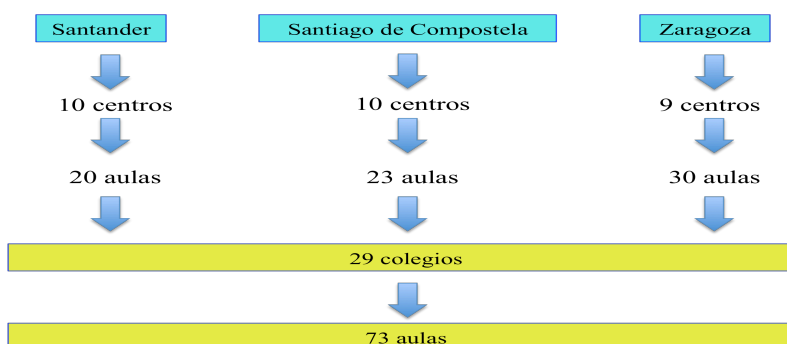 Santander
Santiago de Compostela
Zaragoza
10 centros
10 centros
9 centros
20 aulas
23 aulas
30 aulas
29 colegios
73 aulas